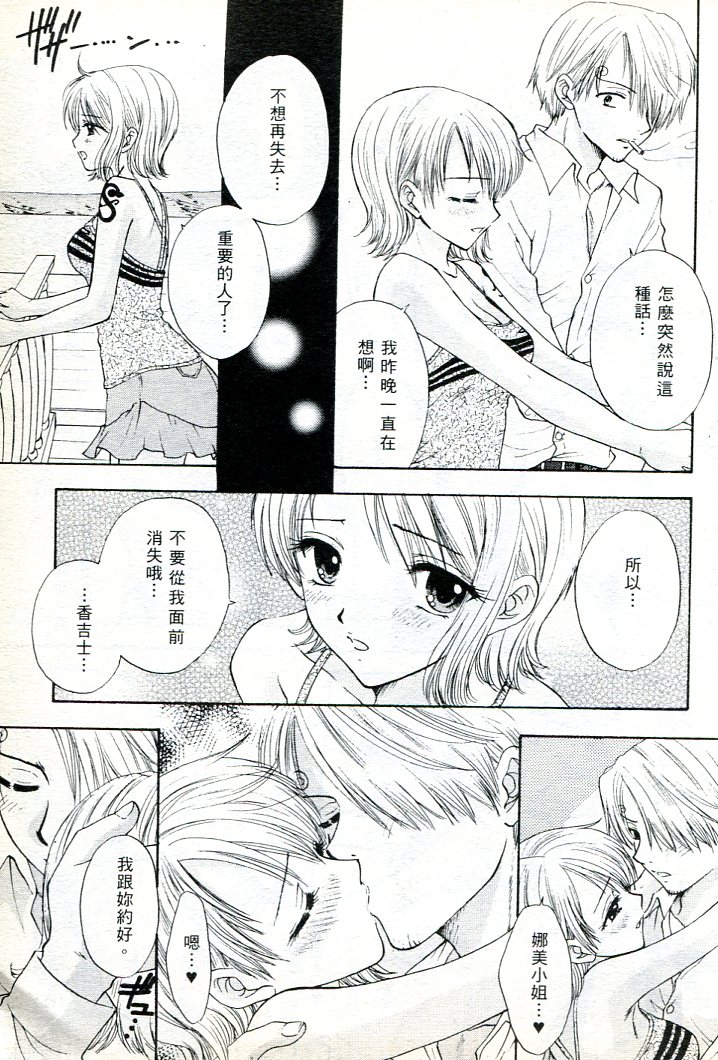 怎麼突然說這
種話…
我昨晚一直在
想啊…
不想再失去…
重要的人了…
ザザーン…
所以…
不要從我面前
消失哦…
…香吉士…
娜美小姐…♥
嗯…♥
我跟妳約好。
ギュ…